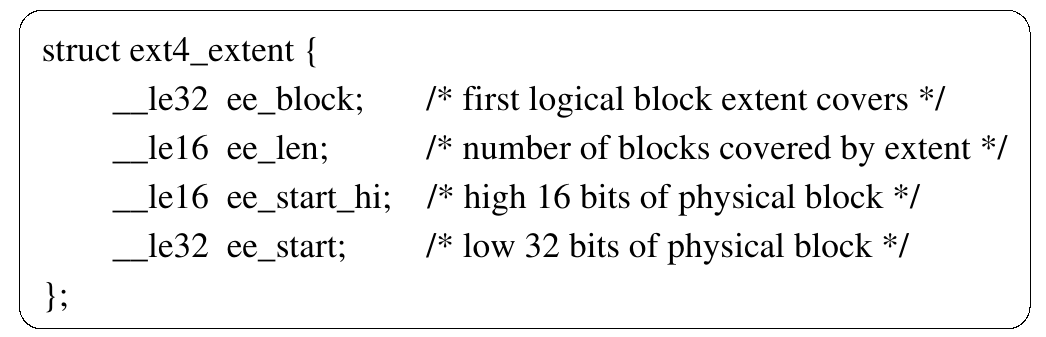 struct ext4_extent {
__le32 ee_block; /* first logical block extent covers */
__le16 ee_len; /* number of blocks covered by extent */
__le16 ee_start_hi; /* high 16 bits of physical block */
__le32 ee_start; /* low 32 bits of physical block */
};